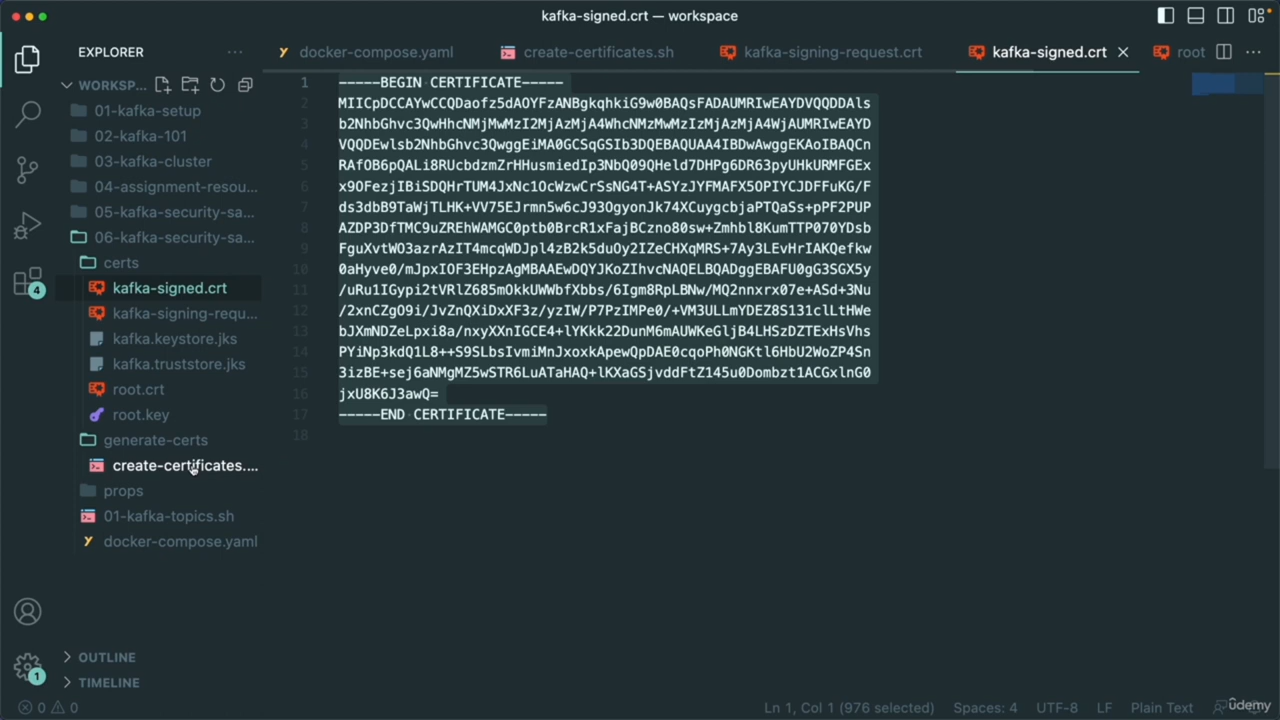 kafka-signed.crt — workspace
EXPLORER
docker-compose.yaml
create-certificates.sh
kafka-signing-request.crt
kafka-signed.crt
root
WORKSP...
01-kafka-setup
02-kafka-101
03-kafka-cluster
04-assignment-resou...
05-kafka-security-sa...
06-kafka-security-sa...
certs
kafka-signed.crt
kafka-signing-requ...
kafka.keystore.jks
kafka.truststore.jks
root.crt
root.key
generate-certs
create-certificates....
props
01-kafka-topics.sh
docker-compose.yaml
OUTLINE
TIMELINE
4
1
1 -----BEGIN CERTIFICATE-----
2 MIICpDCCAYwCCQDaofz5dAOYFzANBgkqhkiG9w0BAQsFADAUMRIwEAYDVQQDDAls
3 b2NhbGhvc3QwHhcNMjMwMzI2MjAzMjA4WhcNMzMwMzIzMjAzMjA4WjAUMRIwEAYD
4 VQQDEwlsb2NhbGhvc3QwggEiMA0GCSqGSIb3DQEBAQUAA4IBDwAwggEKAoIBAQCn
5 RAfOB6pQALi8RUcbdzmZrHHusmiedIp3NbQ09QHeld7DHPg6DR63pyUHkURMFGEx
6 x9OFezjIBiSDQHrTUM4JxNc1OcWzwCrSsNG4T+ASYzJYFMAFX5OPIYCJDFFuKG/F
7 ds3dbB9TaWjTLHK+VV75EJrmn5w6cJ93OgyonJk74XCuygcbjaPTQaSs+pPF2PUP
8 AZDP3DfTMC9uZREhWAMGC0ptb0BrcR1xFajBCzno80sw+Zmhbl8KumTTP070YDsb
9 FguXvtWO3azrAzIT4mcqWDJpl4zB2k5duOy2IZeCHXqMRS+7Ay3LEvHrIAKQefkw
10 0aHyve0/mJpxIOF3EHpzAgMBAAEwDQYJKoZIhvcNAQELBQADggEBAFU0gG3SGX5y
11 /uRu1IGypi2tVRlZ685mOkkUWWbfXbbs/6Igm8RpLBNw/MQ2nnxrx07e+ASd+3Nu
12 /2xnCZgO9i/JvZnQXiDxXF3z/yzIW/P7PzIMPe0/+VM3ULLmYDEZ8S131clLtHWe
13 bJXmNDZeLpxi8a/nxyXXnIGCE4+lYKkk22DunM6mAUWKeGljB4LHSzDZTExHsVhs
14 PYiNp3kdQ1L8++S9SLbsIvmiMnJxoxkApewQpDAE0cqoPh0NGKtl6HbU2WoZP4Sn
15 3izBE+sej6aNMgMZ5wSTR6LuATaHAQ+lKXaGSjvddFtZ145u0Dombzt1ACGxlnG0
16 jxU8K6J3awQ=
17 -----END CERTIFICATE-----
18
0 0
Ln 1, Col 1 (976 selected)
Spaces: 4
UTF-8
LF
Plain Text
udemy